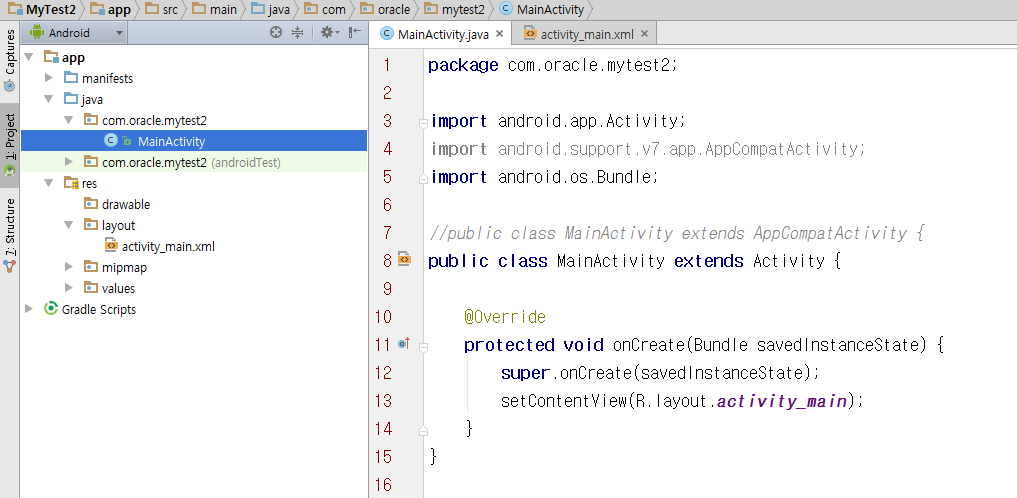 MyTest2 app src main java com oracle mytest2 MainActivity
Captures
1: Project
7: Structure
Android
app
manifests
java
com.oracle.mytest2
MainActivity
com.oracle.mytest2 (androidTest)
res
drawable
layout
activity_main.xml
mipmap
values
Gradle Scripts
MainActivity.java activity_main.xml
1 package com.oracle.mytest2;
2
3 import android.app.Activity;
4 import android.support.v7.app.AppCompatActivity;
5 import android.os.Bundle;
6
7 //public class MainActivity extends AppCompatActivity {
8 public class MainActivity extends Activity {
9
10 @Override
11 protected void onCreate(Bundle savedInstanceState) {
12 super.onCreate(savedInstanceState);
13 setContentView(R.layout.activity_main);
14 }
15 }
16